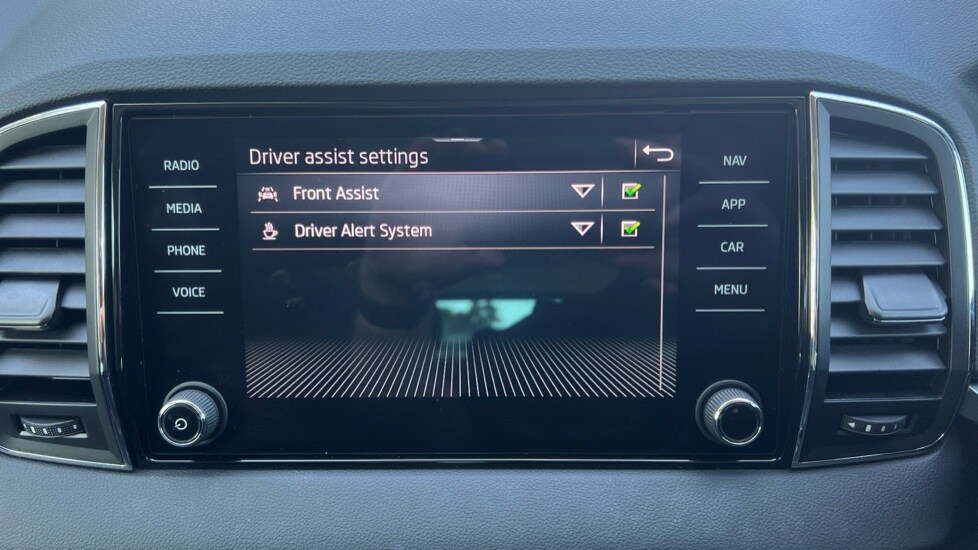 Driver assist settings
Front Assist
Driver Alert System
RADIO
MEDIA
PHONE
VOICE
NAV
APP
CAR
MENU